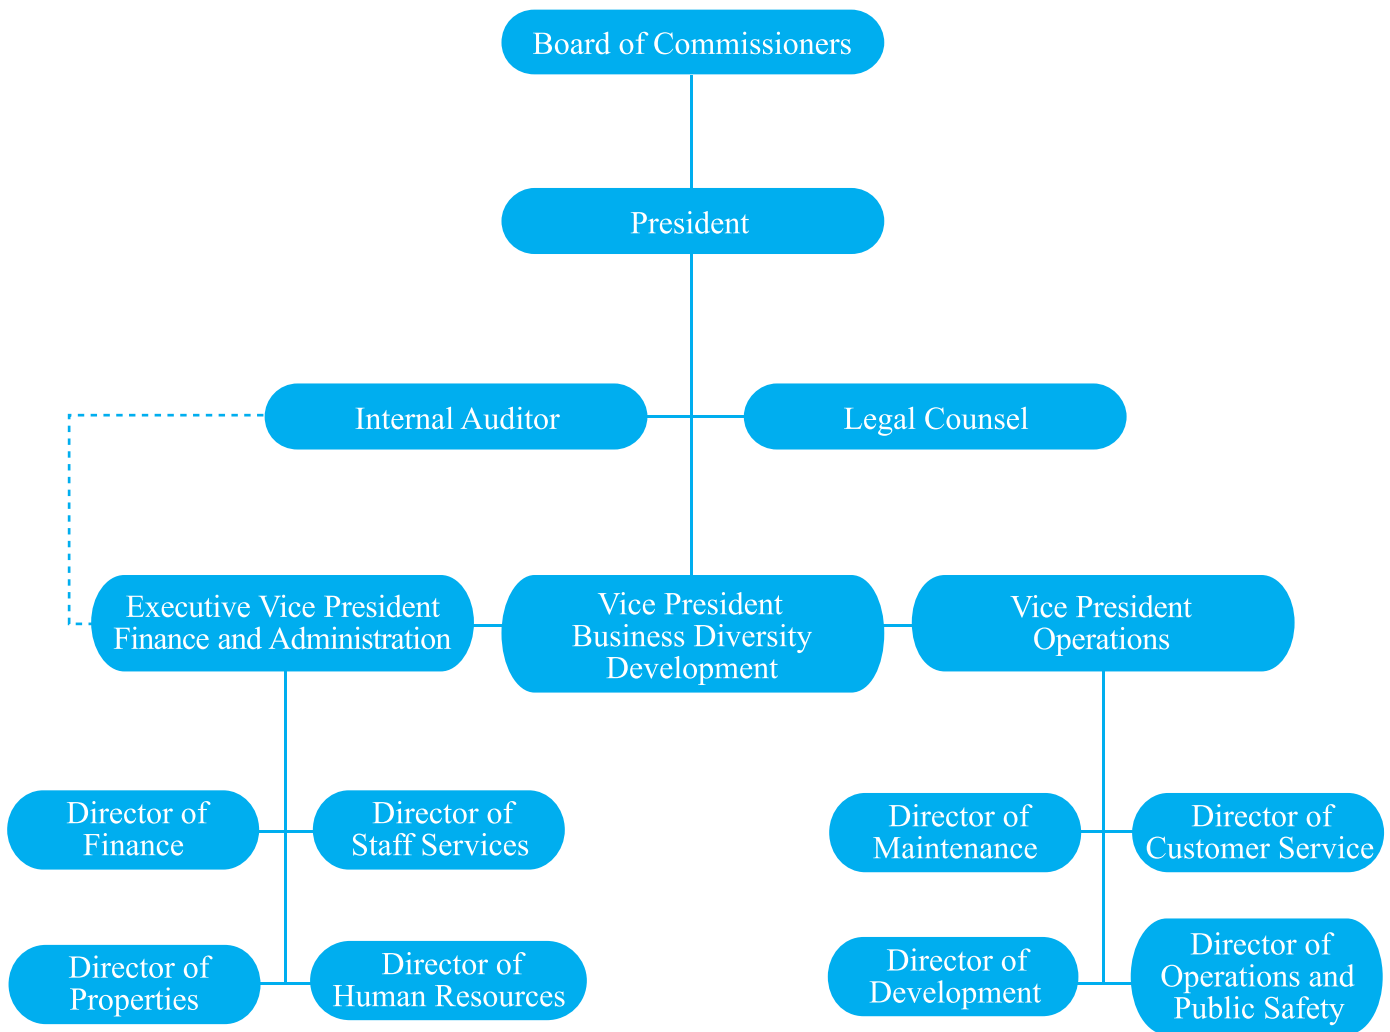 Board of Commissioners
President
Internal Auditor
Legal Counsel
Executive Vice President
Finance and Administration
Vice President
Business Diversity
Development
Vice President
Operations
Director of
Finance
Director of
Staff Services
Director of
Maintenance
Director of
Customer Service
Director of
Properties
Director of
Human Resources
Director of
Development
Director of
Operations and
Public Safety